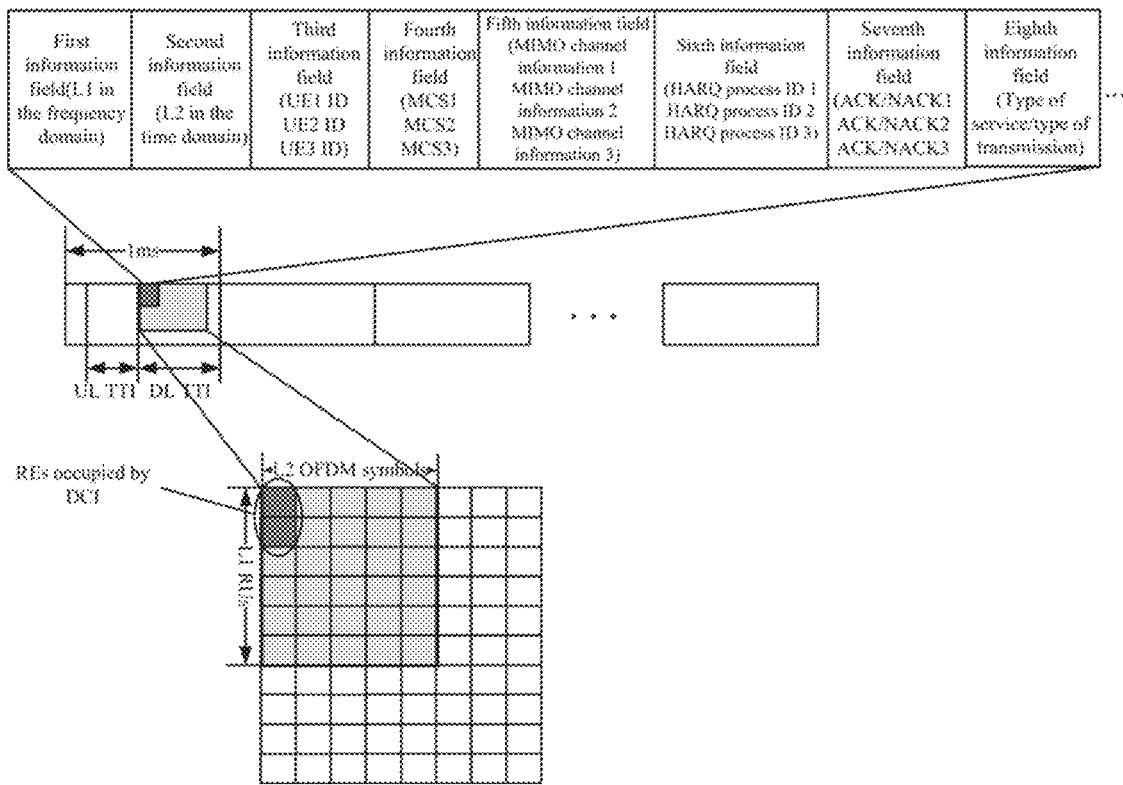 First
information
field(L1 in
the frequency
domain)
Second
information
field
(L2 in the
time domain)
Third
information
field
(UE1 ID
UE2 ID
UE3 ID)
Fourth
information
field
(MCS1
MCS2
MCS3)
Fifth information field
(MIMO channel
information 1
MIMO channel
information 2
MIMO channel
information 3)
Sixth information
field
(HARQ process ID 1
HARQ process ID 2
HARQ process ID 3)
Seventh
information
field
(ACK/NACK1
ACK/NACK2
ACK/NACK3
Eighth
information
field
(Type of
service/type of
transmission)
...
1ms
...
UL TTI
DL TTI
L2 OFDM symbols
REs occupied by
DCI
L1 RUs